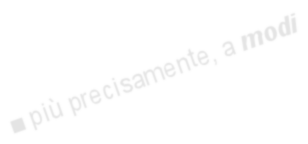 ■ più precisamente, a modi